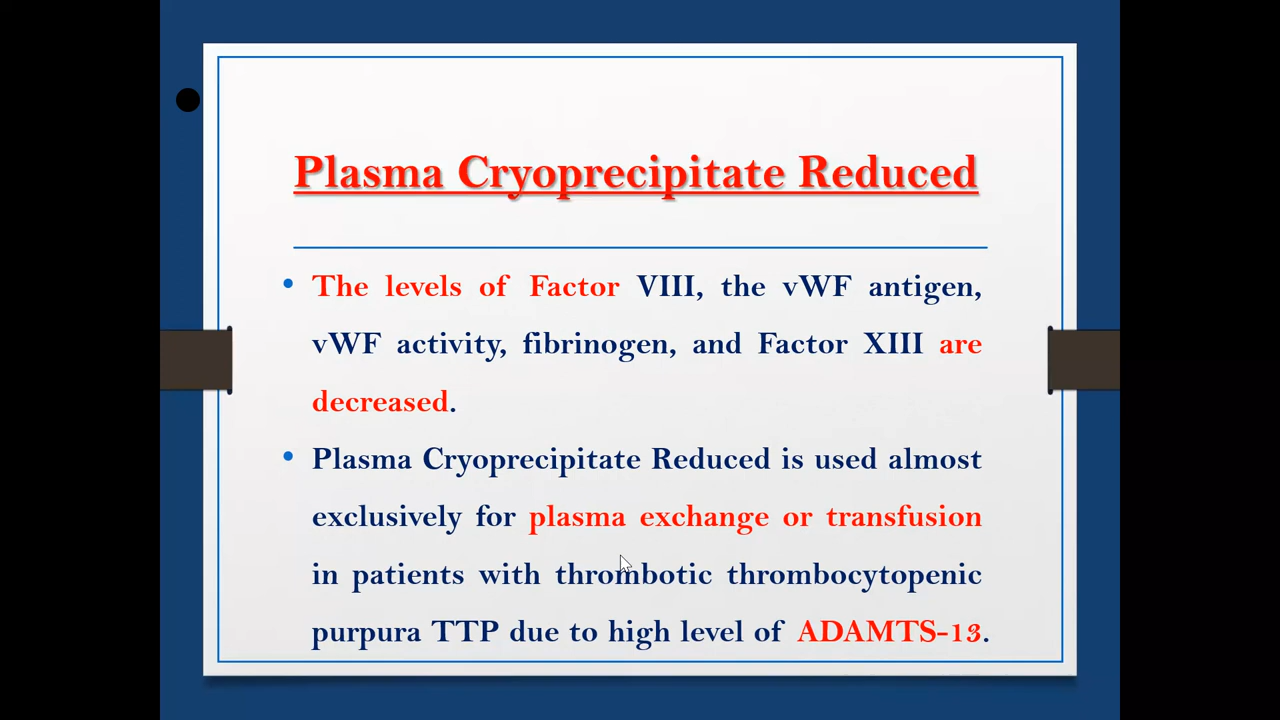 Plasma Cryoprecipitate Reduced
• The levels of Factor VIII, the vWF antigen,
vWF activity, fibrinogen, and Factor XIII are
decreased.
• Plasma Cryoprecipitate Reduced is used almost
exclusively for plasma exchange or transfusion
in patients with thrombotic thrombocytopenic
purpura TTP due to high level of ADAMTS-13.